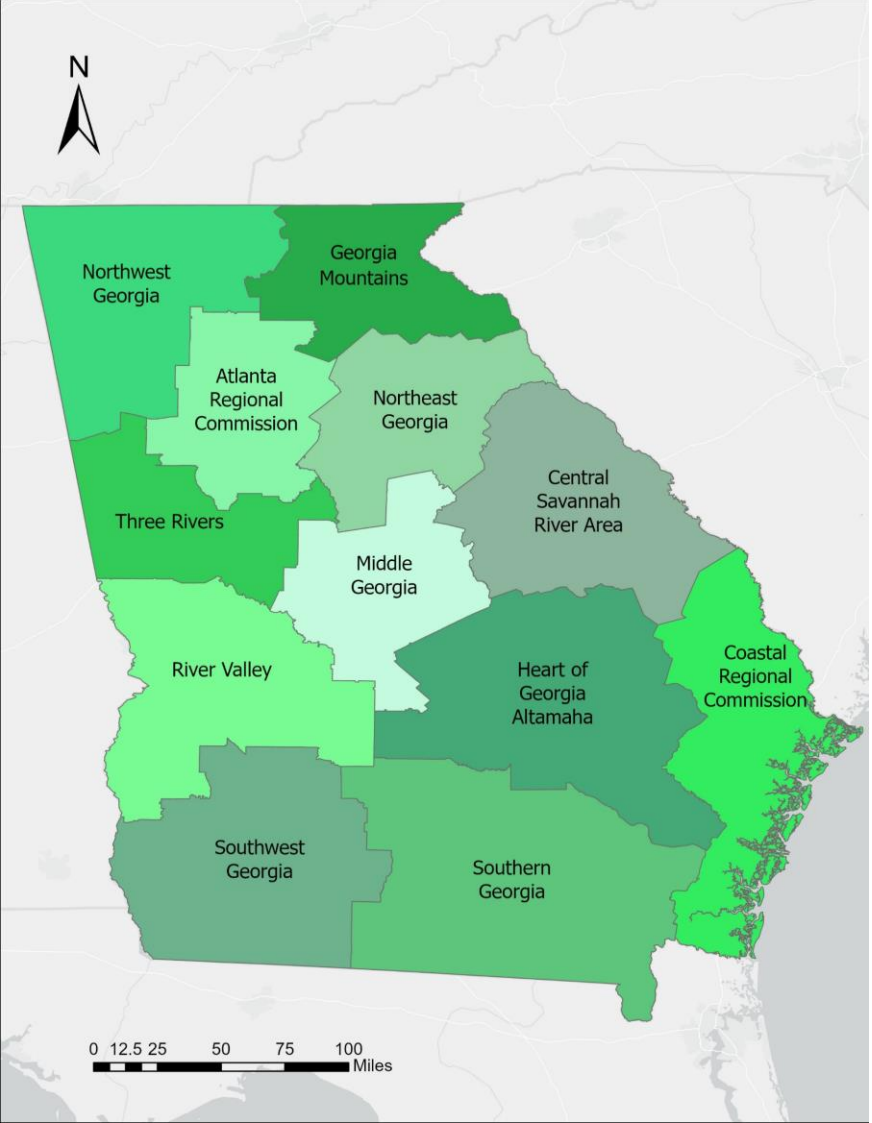 N
Georgia
Mountains
Northwest
Georgia
Atlanta
Regional
Commission
Northeast
Georgia
Central
Savannah
River Area
Three Rivers
Middle
Georgia
River Valley
Heart of
Georgia
Altamaha
Coastal
Regional
Commission
Southwest
Georgia
Southern
Georgia
0 12.5 25 50 75 100
Miles